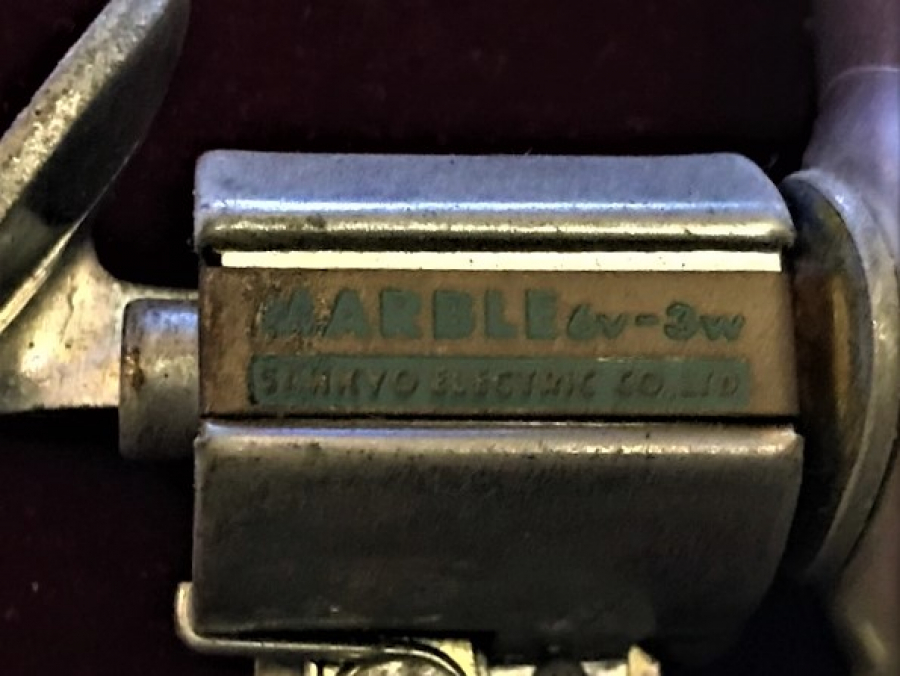 MARBLE 6v-3w
SANKYO ELECTRIC CO.,LTD